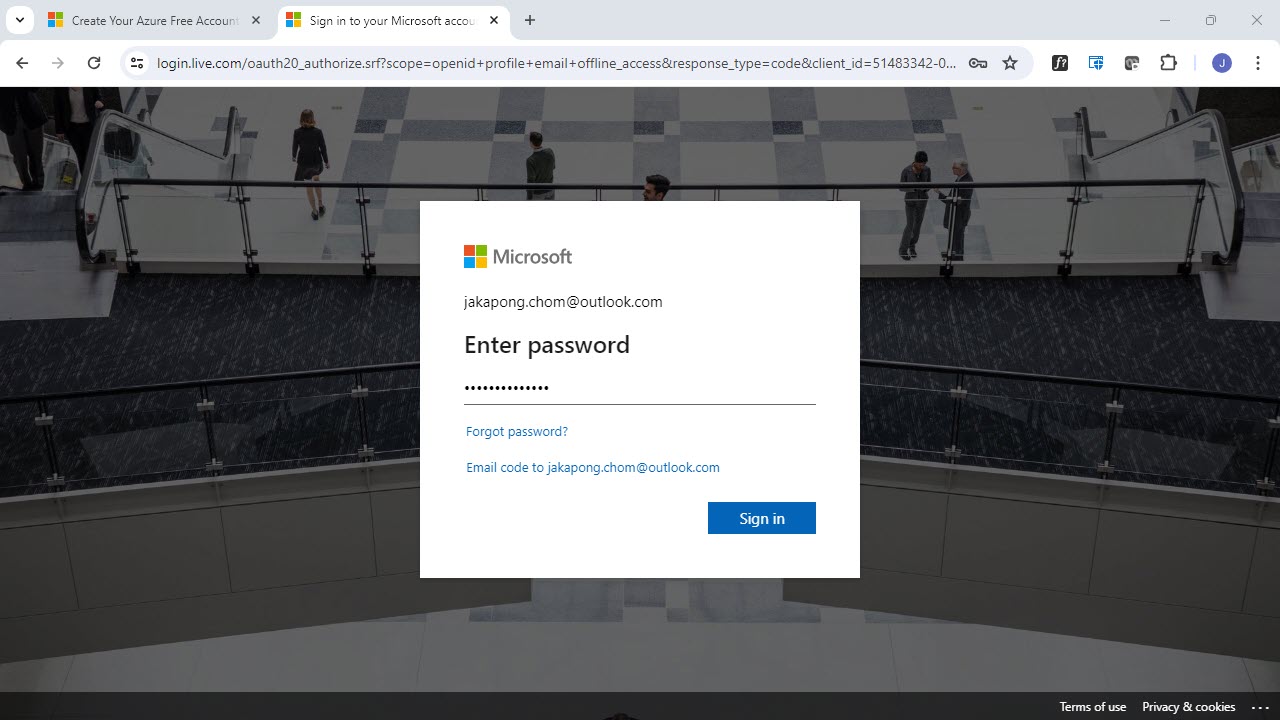 Create Your Azure Free Account
Sign in to your Microsoft accou
login.live.com/oauth20_authorize.srf?scope=openid+profile+email+offline_access&response_type=code&client_id=51483342-0...
f?
J
Microsoft
jakapong.chom@outlook.com
Enter password
••••••••••••••
Forgot password?
Email code to jakapong.chom@outlook.com
Sign in
Terms of use Privacy & cookies ...